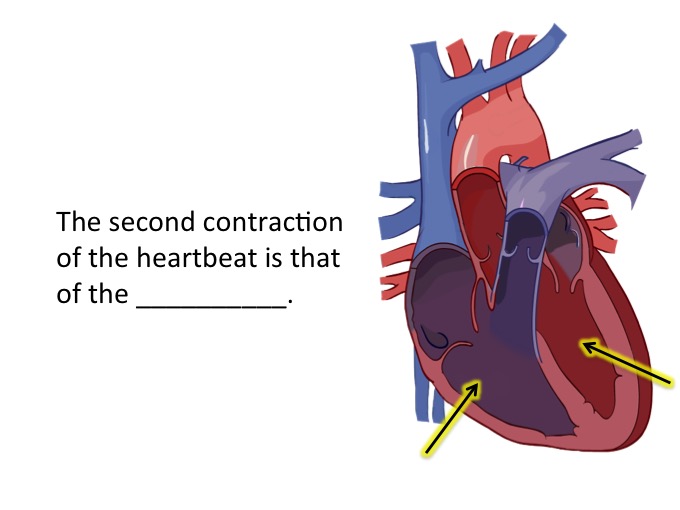 The second contraction
of the heartbeat is that
of the __________.